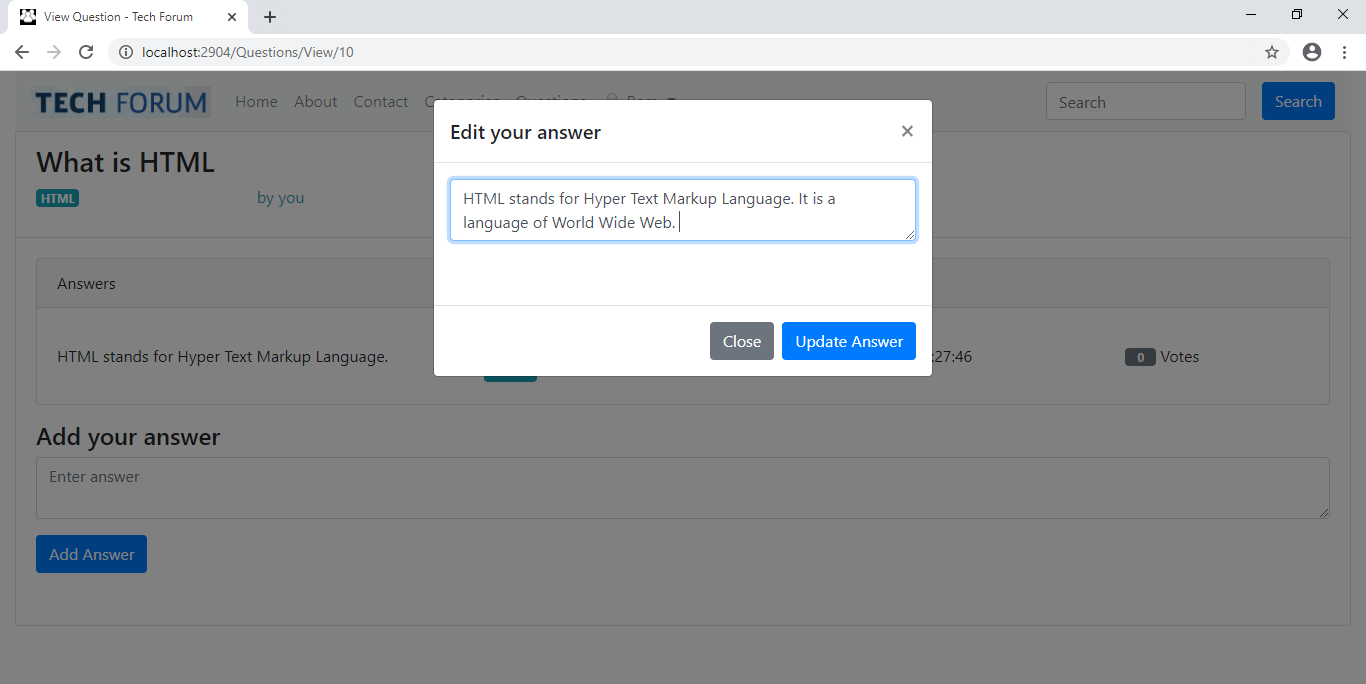 View Question - Tech Forum
localhost:2904/Questions/View/10
TECH FORUM Home About Contact Search Search
Edit your answer ×
What is HTML
HTML by you
HTML stands for Hyper Text Markup Language. It is a
language of World Wide Web.
Answers
Close Update Answer
HTML stands for Hyper Text Markup Language. :27:46 0 Votes
Add your answer
Enter answer
Add Answer